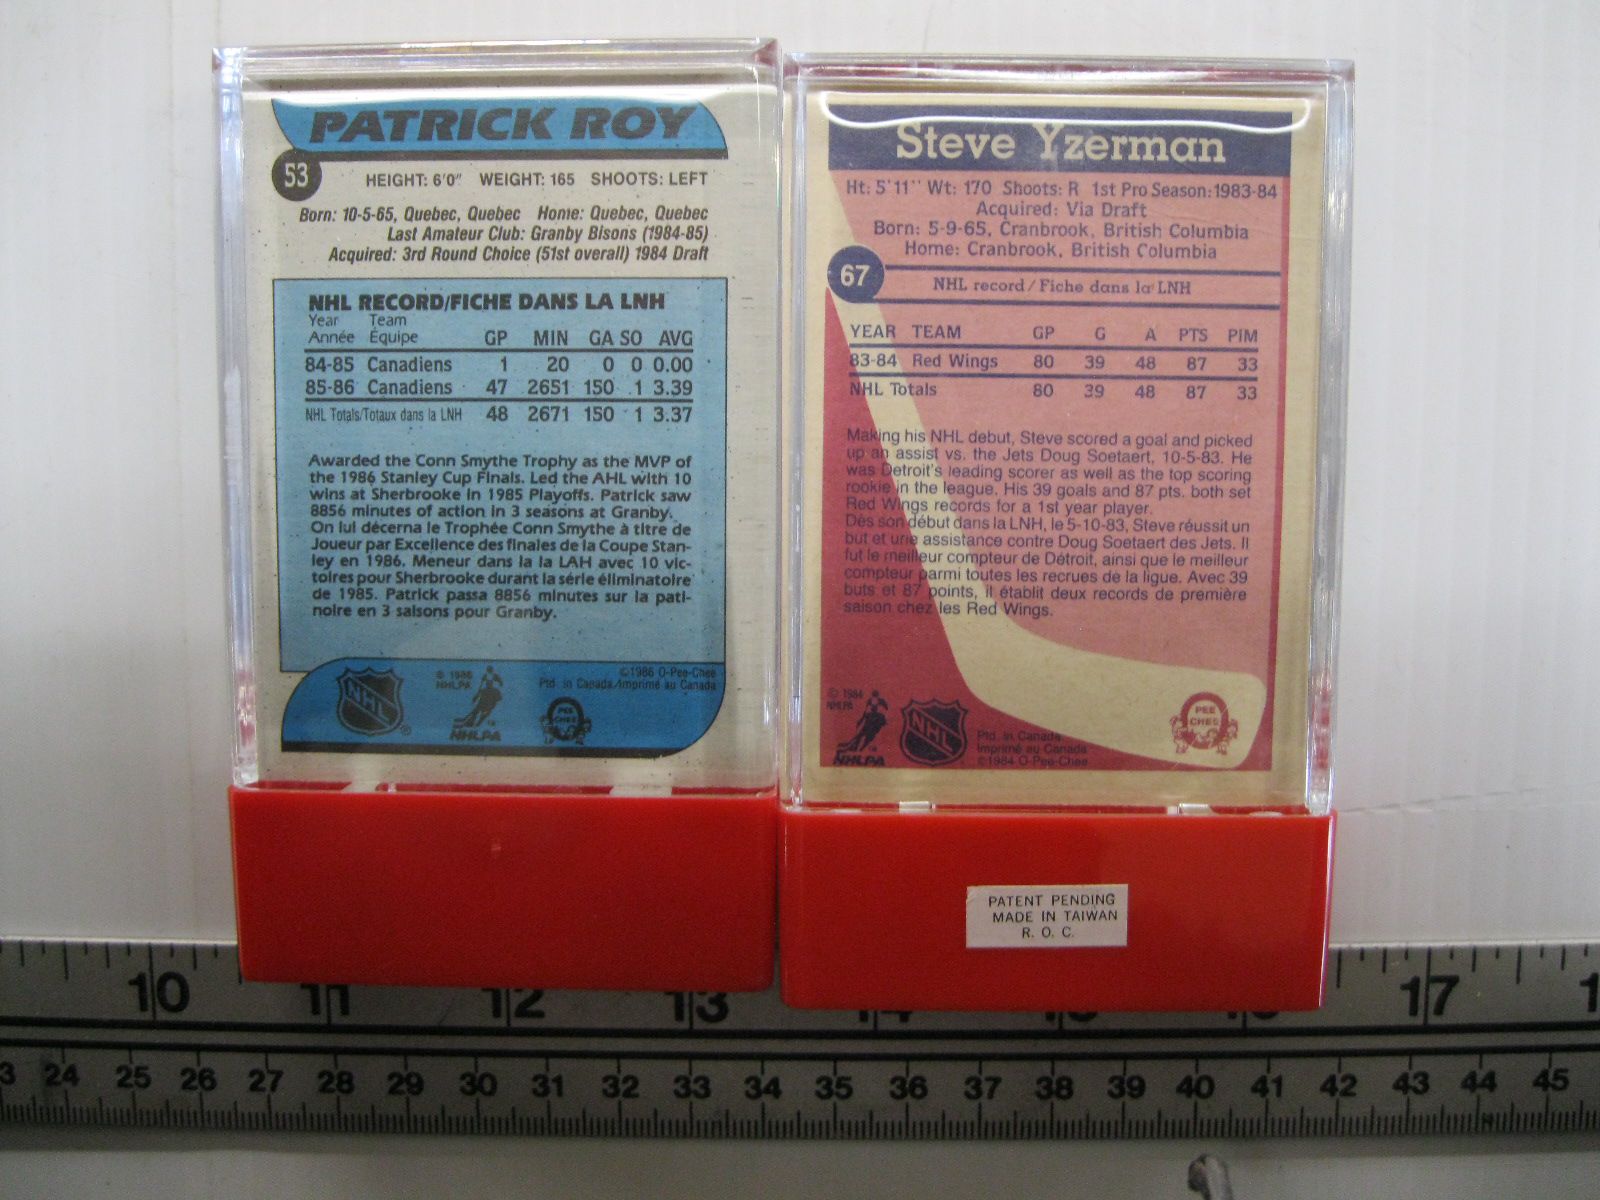 PATRICK ROY
53
HEIGHT: 6'0" WEIGHT: 165 SHOOTS: LEFT
Born: 10-5-65, Quebec, Quebec Home: Quebec, Quebec
Last Amateur Club: Granby Bisons (1984-85)
Acquired: 3rd Round Choice (51st overall) 1984 Draft
NHL RECORD/FICHE DANS LA LNH
Year Team
Année Équipe GP MIN GA SO AVG
84-85 Canadiens 1 20 0 0 0.00
85-86 Canadiens 47 2651 150 1 3.39
NHL Totals/Totaux dans la LNH 48 2671 150 1 3.37
Awarded the Conn Smythe Trophy as the MVP of
the 1986 Stanley Cup Finals. Led the AHL with 10
wins at Sherbrooke in 1985 Playoffs. Patrick saw
8856 minutes of action in 3 seasons at Granby.
On lui décerna le Trophée Conn Smythe à titre de
Joueur par Excellence des finales de la Coupe Stan-
ley en 1986. Meneur dans la la LAH avec 10 vic-
toires pour Sherbrooke durant la série éliminatoire
de 1985. Patrick passa 8856 minutes sur la pati-
noire en 3 saisons pour Granby.
NHL
®
© 1986
NHLPA
NHLPA
PEE
CHEE
©1986 O-Pee-Chee
Ptd. in Canada/Imprimé au Canada
Steve Yzerman
Ht: 5'11" Wt: 170 Shoots: R 1st Pro Season: 1983-84
Acquired: Via Draft
Born: 5-9-65, Cranbrook, British Columbia
Home: Cranbrook, British Columbia
67
NHL record/Fiche dans la LNH
YEAR TEAM GP G A PTS PIM
83-84 Red Wings 80 39 48 87 33
NHL Totals 80 39 48 87 33
Making his NHL debut, Steve scored a goal and picked
up an assist vs. the Jets Doug Soetaert, 10-5-83. He
was Detroit's leading scorer as well as the top scoring
rookie in the league. His 39 goals and 87 pts. both set
Red Wings records for a 1st year player.
Dès son début dans la LNH, le 5-10-83, Steve réussit un
but et une assistance contre Doug Soetaert des Jets. Il
fut le meilleur compteur de Détroit, ainsi que le meilleur
compteur parmi toutes les recrues de la ligue. Avec 39
buts et 87 points, il établit deux records de première
saison chez les Red Wings.
© 1984
NHLPA
NHLPA
NHL
Ptd. in Canada
Imprimé au Canada
©1984 O-Pee-Chee
PEE
CHEE
PATENT PENDING
MADE IN TAIWAN
R. O. C.
10 11 12 13 14 17
24 25 26 27 28 29 30 31 32 33 34 35 36 37 38 39 40 41 42 43 44 45